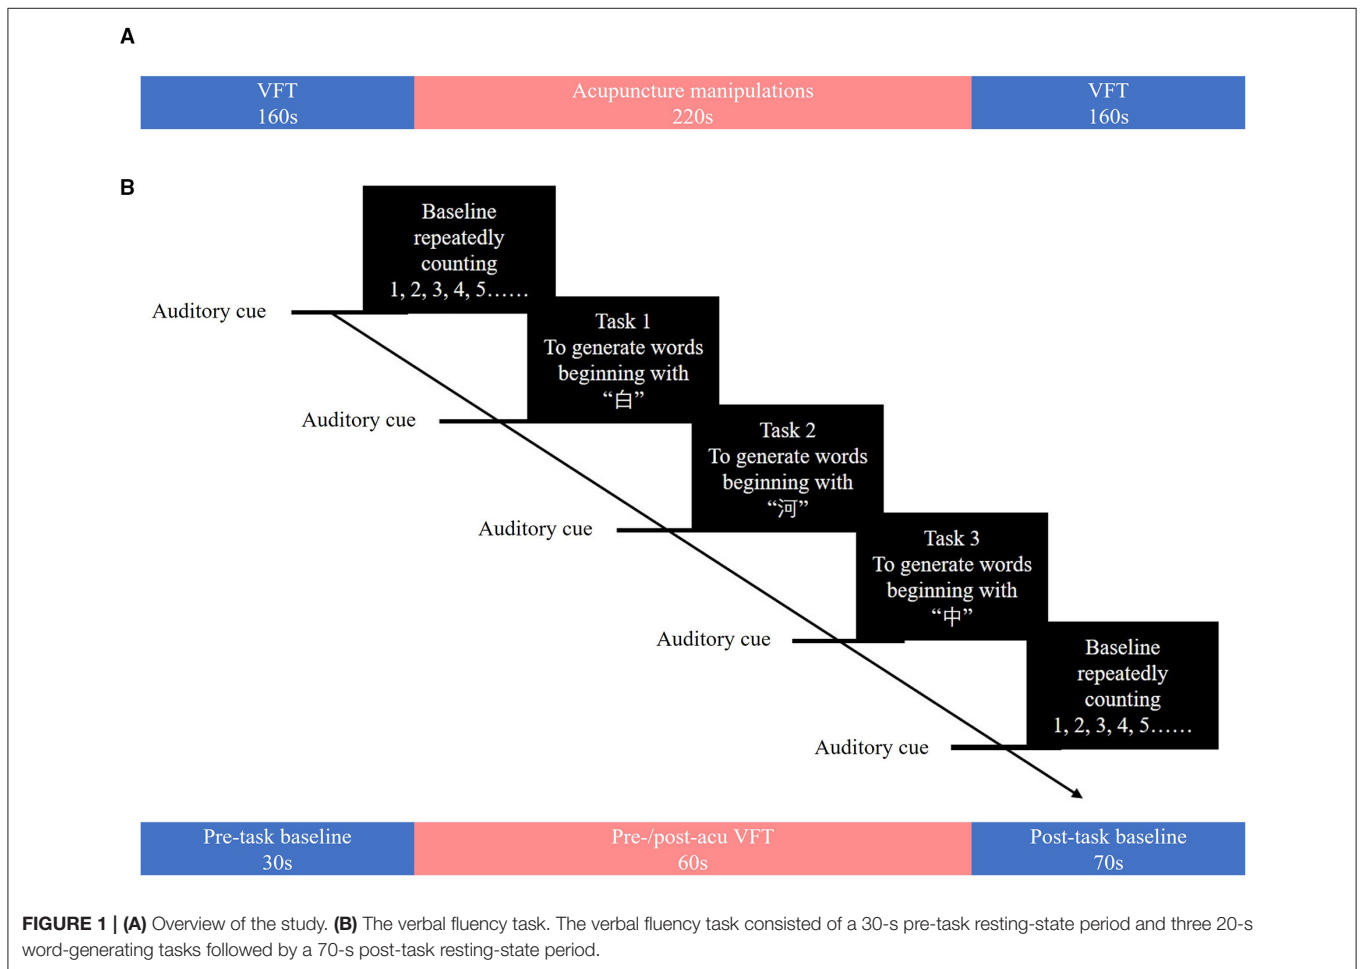 A
VFT
160s
Acupuncture manipulations
220s
VFT
160s
B
Baseline
repeatedly
counting
1, 2, 3, 4, 5……
Auditory cue
Task 1
To generate words
beginning with
“白”
Auditory cue
Task 2
To generate words
beginning with
“河”
Auditory cue
Task 3
To generate words
beginning with
“中”
Auditory cue
Baseline
repeatedly
counting
1, 2, 3, 4, 5……
Auditory cue
Pre-task baseline
30s
Pre-/post-acu VFT
60s
Post-task baseline
70s
FIGURE 1 | (A) Overview of the study. (B) The verbal fluency task. The verbal fluency task consisted of a 30-s pre-task resting-state period and three 20-s
word-generating tasks followed by a 70-s post-task resting-state period.